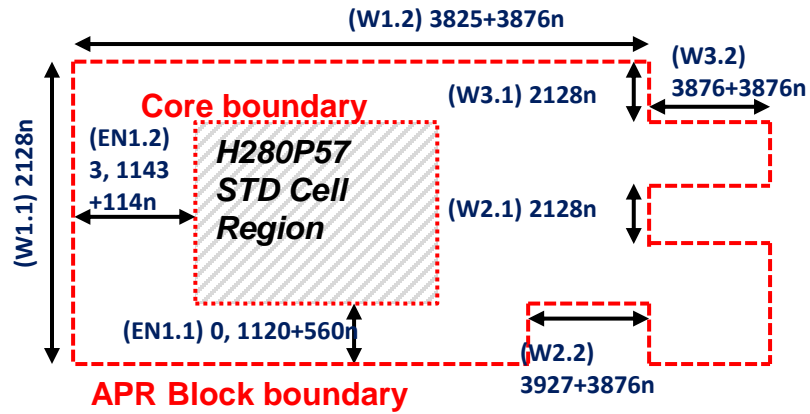 (W1.2) 3825+3876n
(W3.2)
3876+3876n
(W3.1) 2128n
Core boundary
(EN1.2)
3, 1143
+114n
H280P57
STD Cell
Region
(W1.1) 2128n
(W2.1) 2128n
(EN1.1) 0, 1120+560n
(W2.2)
3927+3876n
APR Block boundary